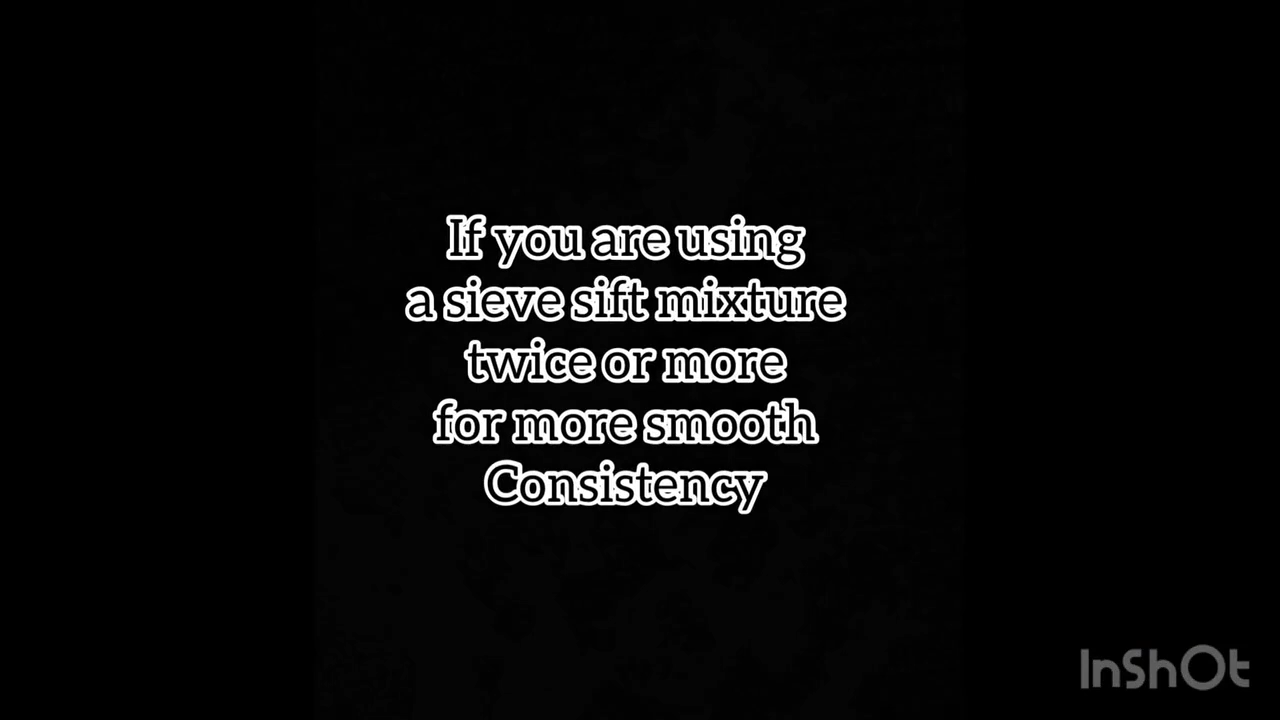 If you are using
a sieve sift mixture
twice or more
for more smooth
Consistency
InShOt